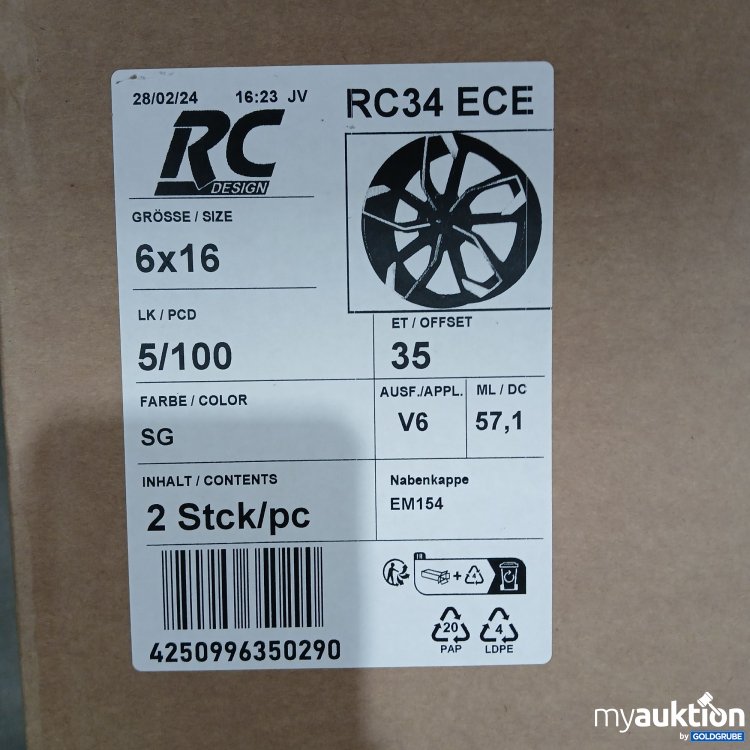 28/02/24 16:23 JV
RC34 ECE
RC
DESIGN
GRÖSSE / SIZE
6x16
LK / PCD
5/100
ET / OFFSET
35
FARBE / COLOR
SG
AUSF./APPL.
V6
ML / DC
57,1
INHALT / CONTENTS
2 Stck/pc
Nabenkappe
EM154
4250996350290
FR
+ 4
20
PAP
4
LDPE
myauktion
by GOLDGRUBE